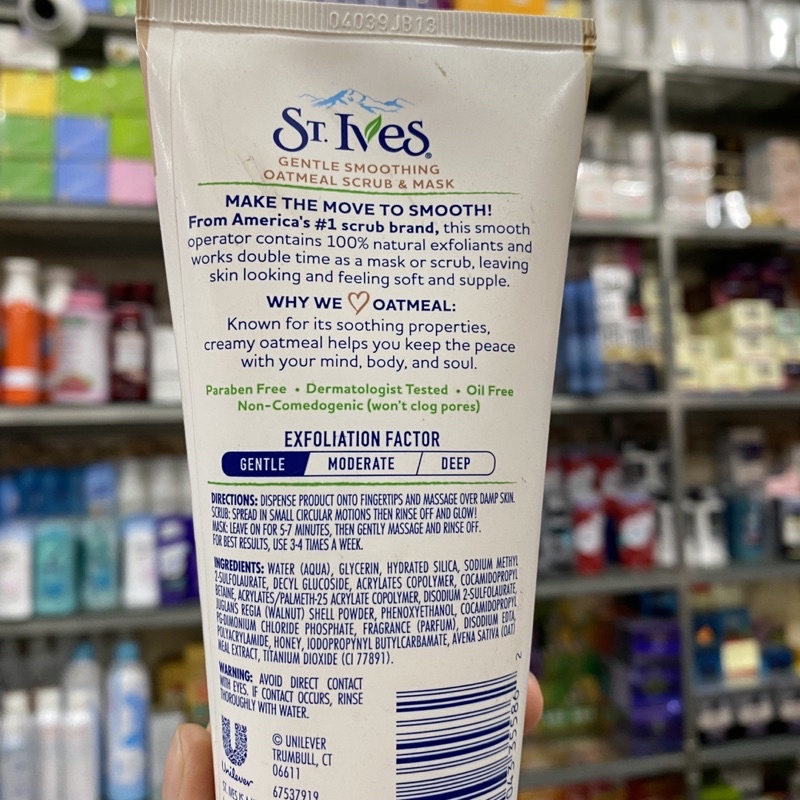 04039JB13
St. Ives®
GENTLE SMOOTHING
OATMEAL SCRUB & MASK
MAKE THE MOVE TO SMOOTH!
From America's #1 scrub brand, this smooth
operator contains 100% natural exfoliants and
works double time as a mask or scrub, leaving
skin looking and feeling soft and supple.
WHY WE ♡ OATMEAL:
Known for its soothing properties,
creamy oatmeal helps you keep the peace
with your mind, body, and soul.
Paraben Free • Dermatologist Tested • Oil Free
Non-Comedogenic (won't clog pores)
EXFOLIATION FACTOR
GENTLE / MODERATE / DEEP
DIRECTIONS: DISPENSE PRODUCT ONTO FINGERTIPS AND MASSAGE OVER DAMP SKIN.
SCRUB: SPREAD IN SMALL CIRCULAR MOTIONS THEN RINSE OFF AND GLOW!
MASK: LEAVE ON FOR 5-7 MINUTES, THEN GENTLY MASSAGE AND RINSE OFF.
FOR BEST RESULTS, USE 3-4 TIMES A WEEK.
INGREDIENTS: WATER (AQUA), GLYCERIN, HYDRATED SILICA, SODIUM METHYL
2-SULFOLAURATE, DECYL GLUCOSIDE, ACRYLATES COPOLYMER, COCAMIDOPROPYL
BETAINE, ACRYLATES/PALMETH-25 ACRYLATE COPOLYMER, DISODIUM 2-SULFOLAURATE,
JUGLANS REGIA (WALNUT) SHELL POWDER, PHENOXYETHANOL, COCAMIDOPROPYL
PG-DIMONIUM CHLORIDE PHOSPHATE, FRAGRANCE (PARFUM), DISODIUM EDTA,
POLYACRYLAMIDE, HONEY, IODOPROPYNYL BUTYLCARBAMATE, AVENA SATIVA (OAT)
MEAL EXTRACT, TITANIUM DIOXIDE (CI 77891).
WARNING: AVOID DIRECT CONTACT
WITH EYES. IF CONTACT OCCURS, RINSE
THOROUGHLY WITH WATER.
Unilever
© UNILEVER
TRUMBULL, CT
06611
67537919
ST. IVES IS A